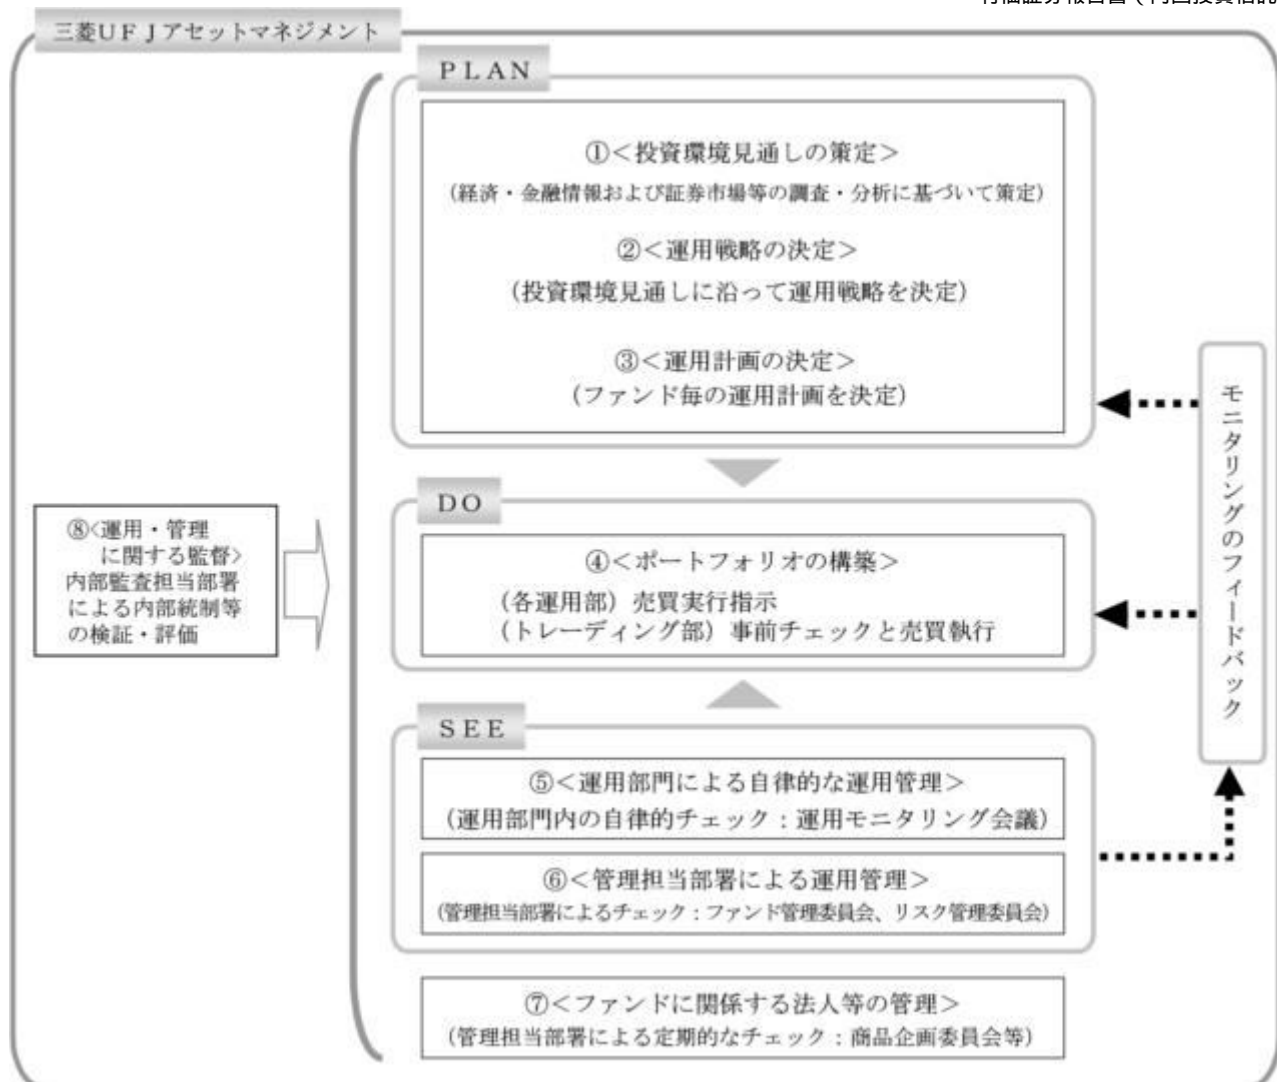 三菱UFJアセットマネジメント
PLAN
①<投資環境見通しの策定>
(経済・金融情報および証券市場等の調査・分析に基づいて策定)
②<運用戦略の決定>
(投資環境見通しに沿って運用戦略を決定)
③<運用計画の決定>
(ファンド毎の運用計画を決定)
モニタリングのフィードバック
DO
④<ポートフォリオの構築>
(各運用部)売買実行指示
(トレーディング部)事前チェックと売買執行
⑧<運用・管理
に関する監督>
内部監査担当部署
による内部統制等
の検証・評価
SEE
⑤<運用部門による自律的な運用管理>
(運用部門内の自律的チェック:運用モニタリング会議)
⑥<管理担当部署による運用管理>
(管理担当部署によるチェック:ファンド管理委員会、リスク管理委員会)
⑦<ファンドに関係する法人等の管理>
(管理担当部署による定期的なチェック:商品企画委員会等)